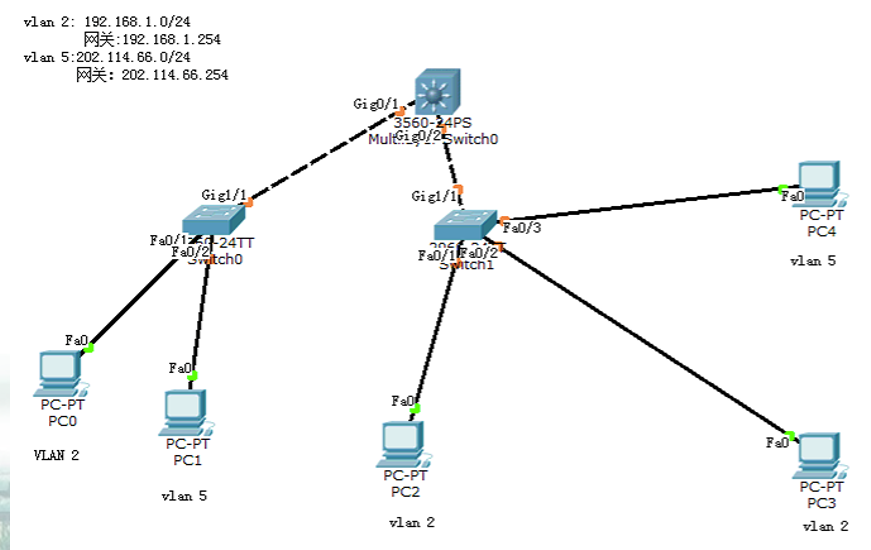 vlan 2: 192.168.1.0/24
网关:192.168.1.254
vlan 5:202.114.66.0/24
网关: 202.114.66.254
Gig0/1
3560-24PS
Gig0/2
Switch0
Gig1/1
Gig1/1
Fa0
PC-PT
PC4
vlan 5
Fa0/1
-24TT
Fa0/2
Switch0
Fa0/3
Fa0/1
Fa0/2
Switch1
Fa0
PC-PT
PC0
VLAN 2
Fa0
PC-PT
PC1
vlan 5
Fa0
PC-PT
PC2
vlan 2
Fa0
PC-PT
PC3
vlan 2